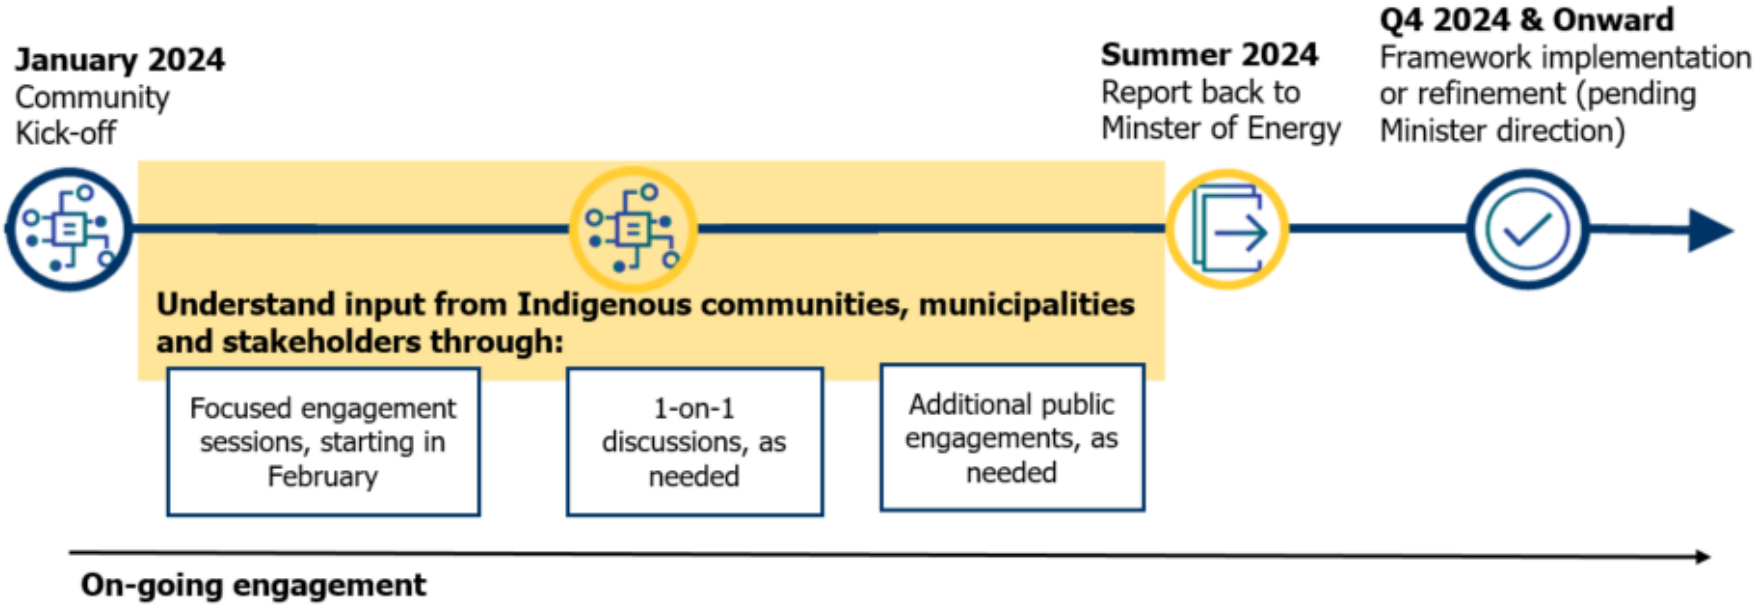 January 2024
Community
Kick-off
Summer 2024
Report back to
Minster of Energy
Q4 2024 & Onward
Framework implementation
or refinement (pending
Minister direction)
Understand input from Indigenous communities, municipalities
and stakeholders through:
Focused engagement
sessions, starting in
February
1-on-1
discussions, as
needed
Additional public
engagements, as
needed
On-going engagement